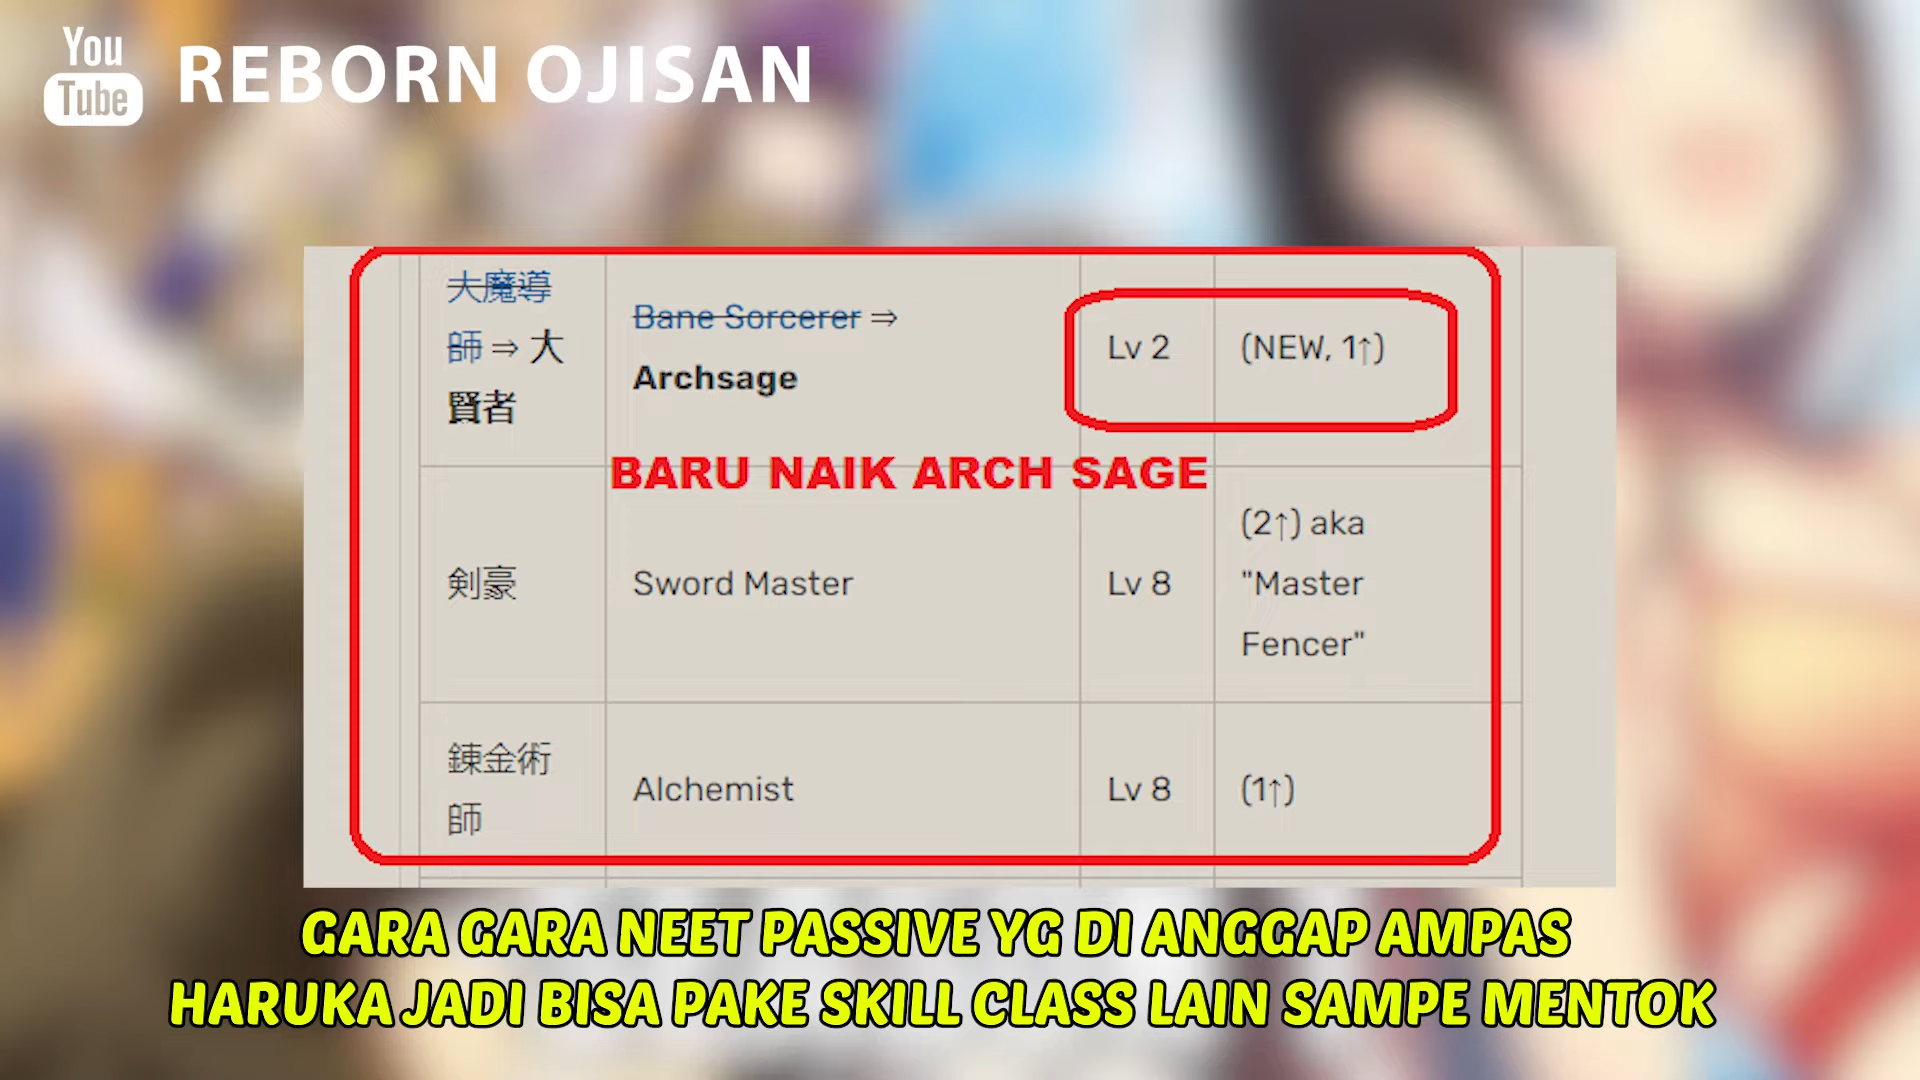 You
Tube
REBORN OJISAN
大魔導
師 ⇒ 大
賢者
Bane Sorcerer ⇒
Archsage
Lv 2
(NEW, 1↑)
BARU NAIK ARCH SAGE
剣豪
Sword Master
Lv 8
(2↑) aka
"Master
Fencer"
錬金術
師
Alchemist
Lv 8
(1↑)
GARA GARA NEET PASSIVE YG DI ANGGAP AMPAS
HARUKA JADI BISA PAKE SKILL CLASS LAIN SAMPE MENTOK